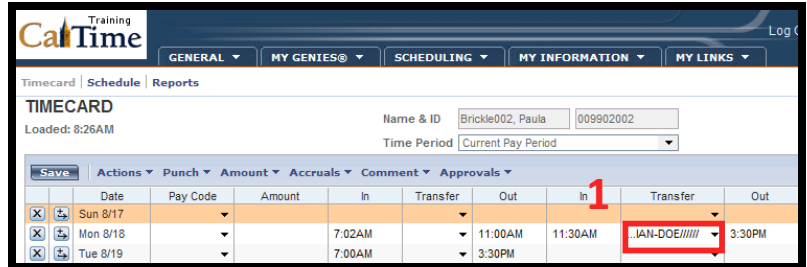 Training
CalTime
Log
GENERAL MY GENIES® SCHEDULING MY INFORMATION MY LINKS
Timecard | Schedule | Reports
TIMECARD
Loaded: 8:26AM
Name & ID Brickle002, Paula 009902002
Time Period Current Pay Period
Save Actions Punch Amount Accruals Comment Approvals
1
Date Pay Code Amount In Transfer Out In Transfer Out
X Sun 8/17
X Mon 8/18 7:02AM 11:00AM 11:30AM ...IAN-DOE////// 3:30PM
X Tue 8/19 7:00AM 3:30PM